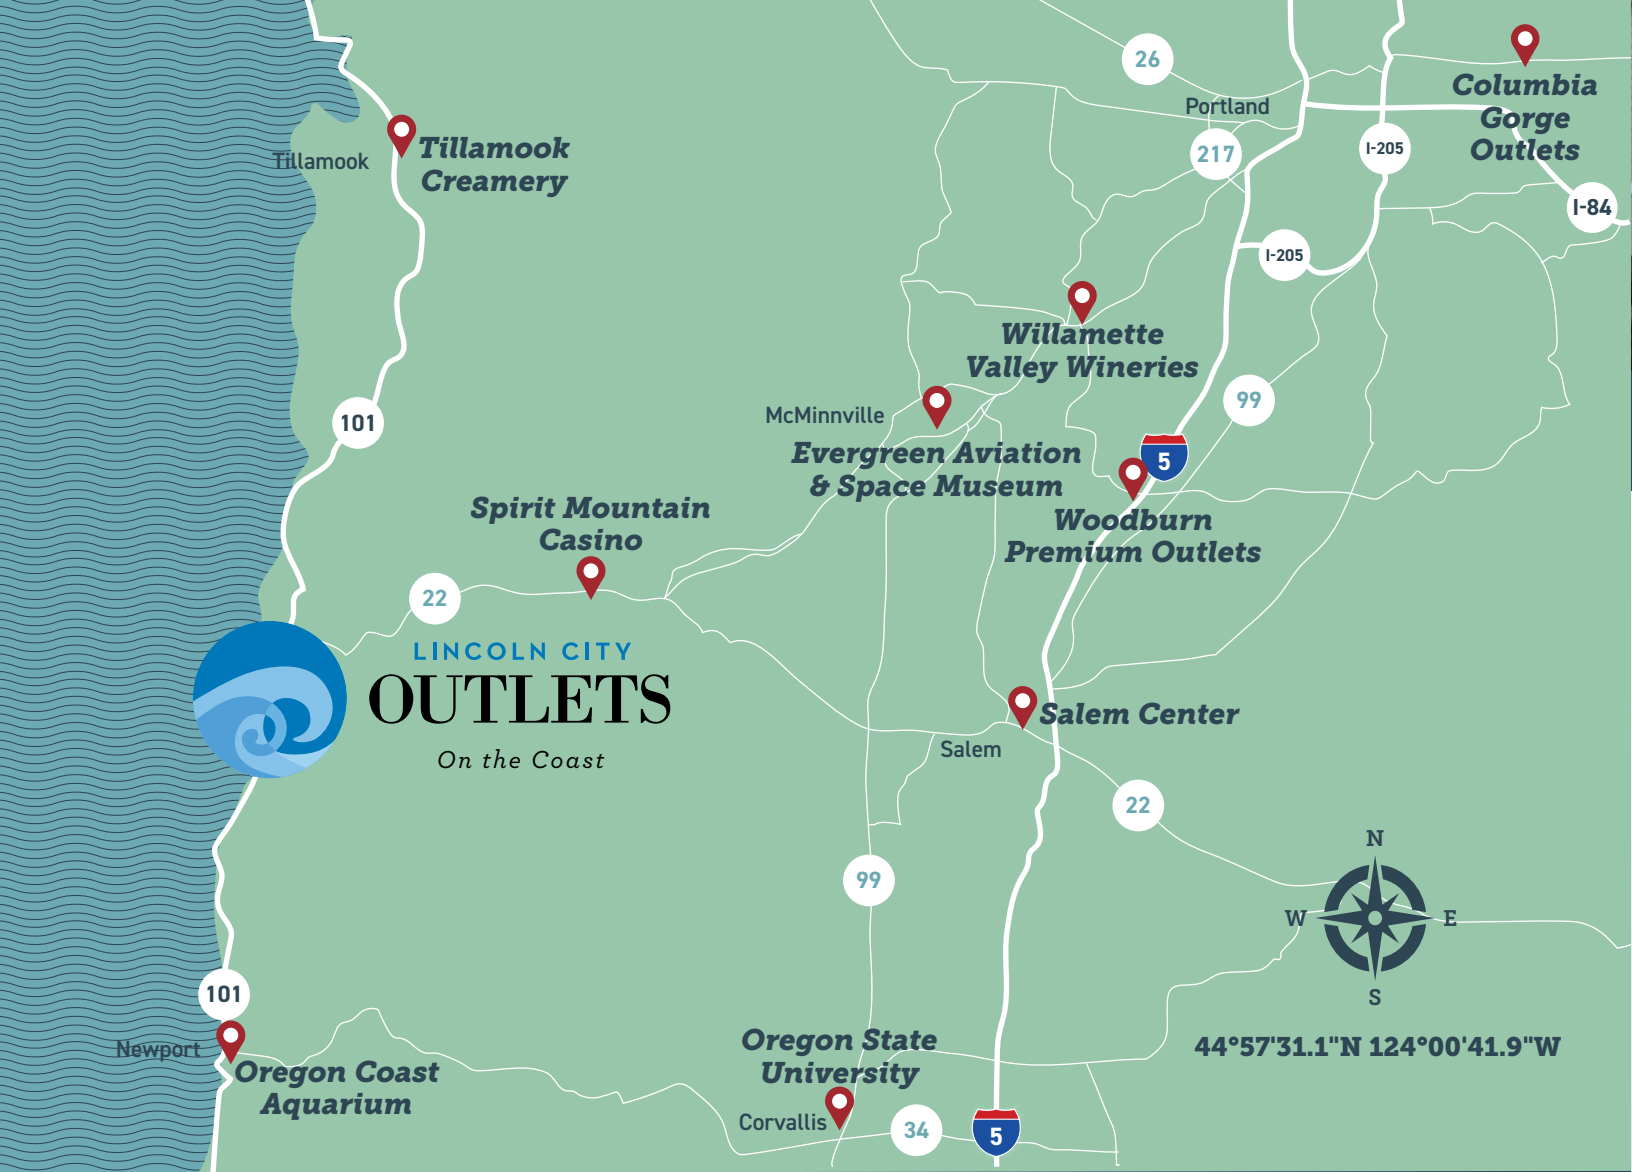 26
Portland
217
I-205
Columbia
Gorge
Outlets
I-84
I-205
Tillamook
Tillamook
Creamery
101
Willamette
Valley Wineries
McMinnville
Evergreen Aviation
& Space Museum
99
5
Woodburn
Premium Outlets
Spirit Mountain
Casino
22
LINCOLN CITY
OUTLETS
On the Coast
Salem Center
Salem
22
99
N
W
E
S
44°57'31.1"N 124°00'41.9"W
101
Newport
Oregon Coast
Aquarium
Oregon State
University
Corvallis
34
5